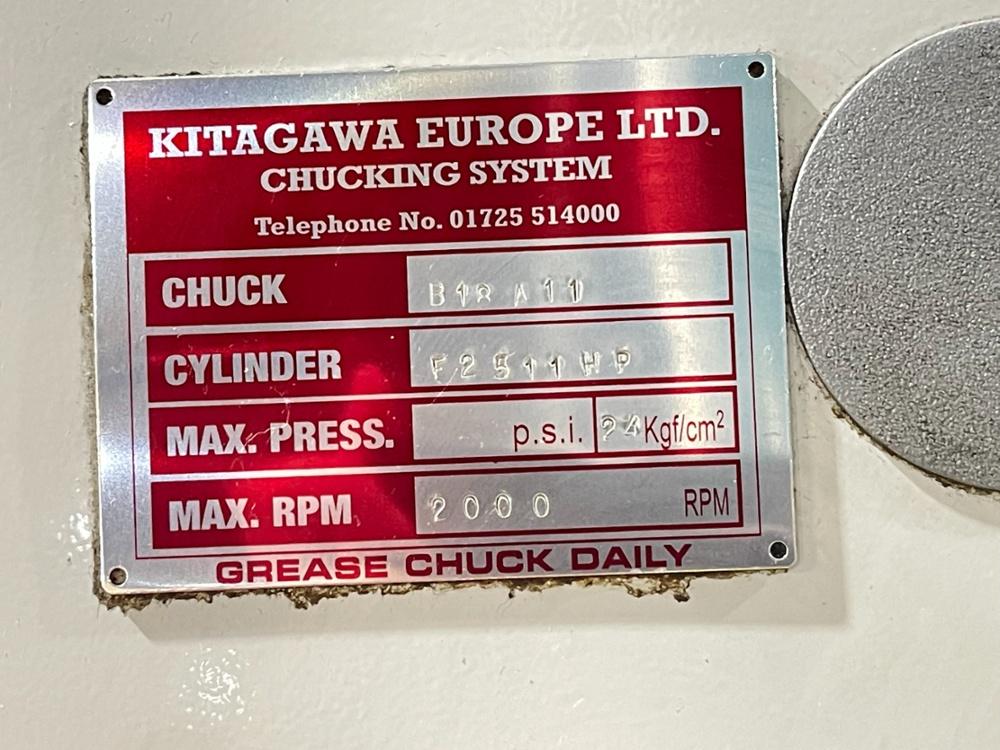 KITAGAWA EUROPE LTD.
CHUCKING SYSTEM
Telephone No. 01725 514000
CHUCK B18 A11
CYLINDER F2511HP
MAX. PRESS. p.s.i. 24 Kgf/cm²
MAX. RPM 2000 RPM
GREASE CHUCK DAILY